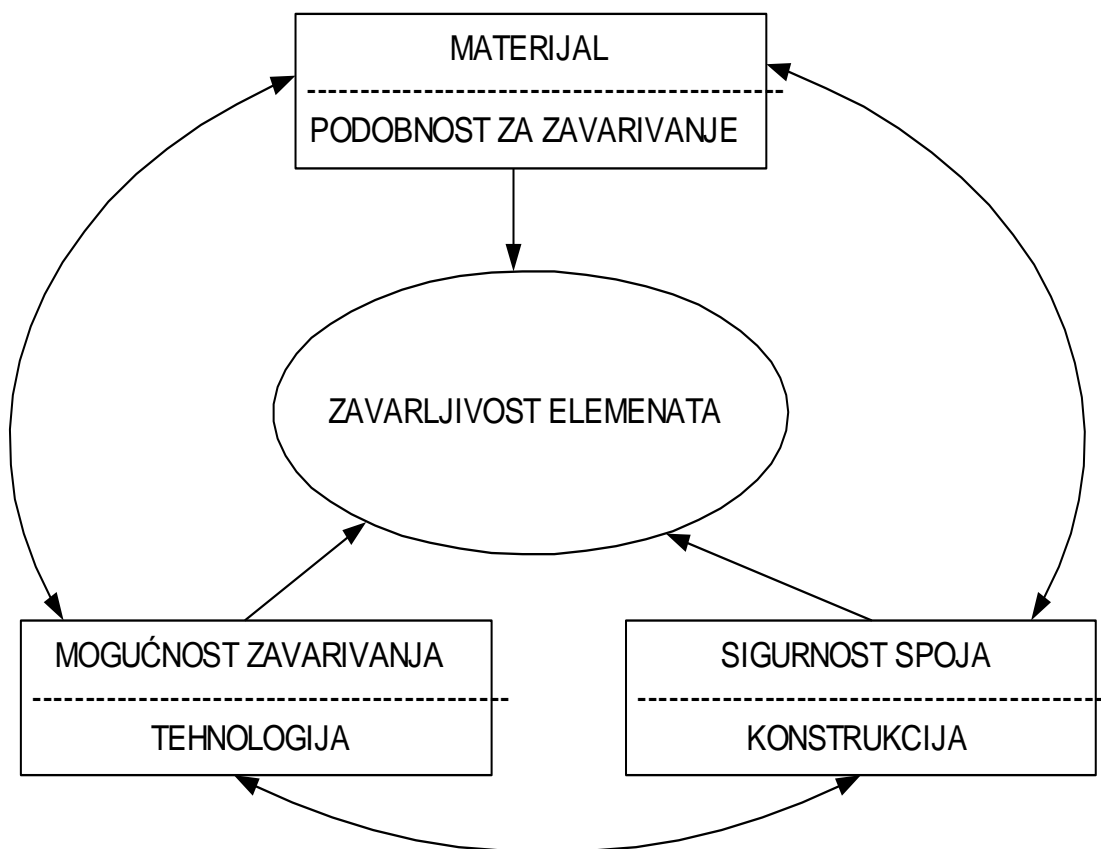 MATERIJAL
PODOBNOST ZA ZAVARIVANJE
ZAVARLJIVOST ELEMENATA
MOGUĆNOST ZAVARIVANJA
TEHNOLOGIJA
SIGURNOST SPOJA
KONSTRUKCIJA